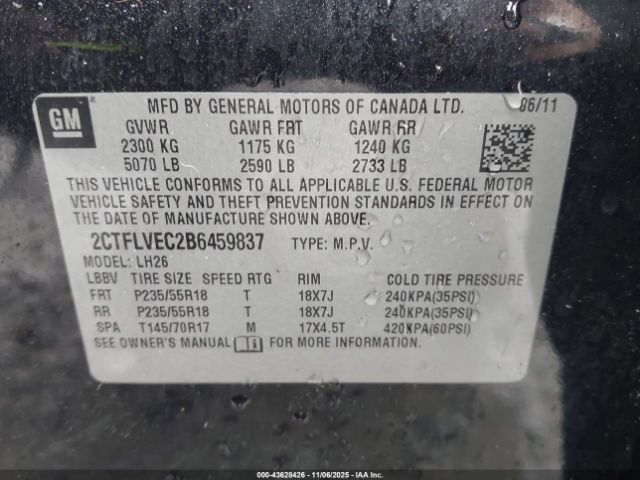 GM
MFD BY GENERAL MOTORS OF CANADA LTD. 06/11
GVWR GAWR FRT GAWR RR
2300 KG 1175 KG 1240 KG
5070 LB 2590 LB 2733 LB
THIS VEHICLE CONFORMS TO ALL APPLICABLE U.S. FEDERAL MOTOR
VEHICLE SAFETY AND THEFT PREVENTION STANDARDS IN EFFECT ON
THE DATE OF MANUFACTURE SHOWN ABOVE.
2CTFLVEC2B6459837 TYPE: M.P.V.
MODEL: LH26
LBBV TIRE SIZE SPEED RTG RIM COLD TIRE PRESSURE
FRT P235/55R18 T 18X7J 240KPA(35PSI)
RR P235/55R18 T 18X7J 240KPA(35PSI)
SPA T145/70R17 M 17X4.5T 420KPA(60PSI)
SEE OWNER'S MANUAL FOR MORE INFORMATION.
000-43628426 - 11/06/2025 - IAAI.CA